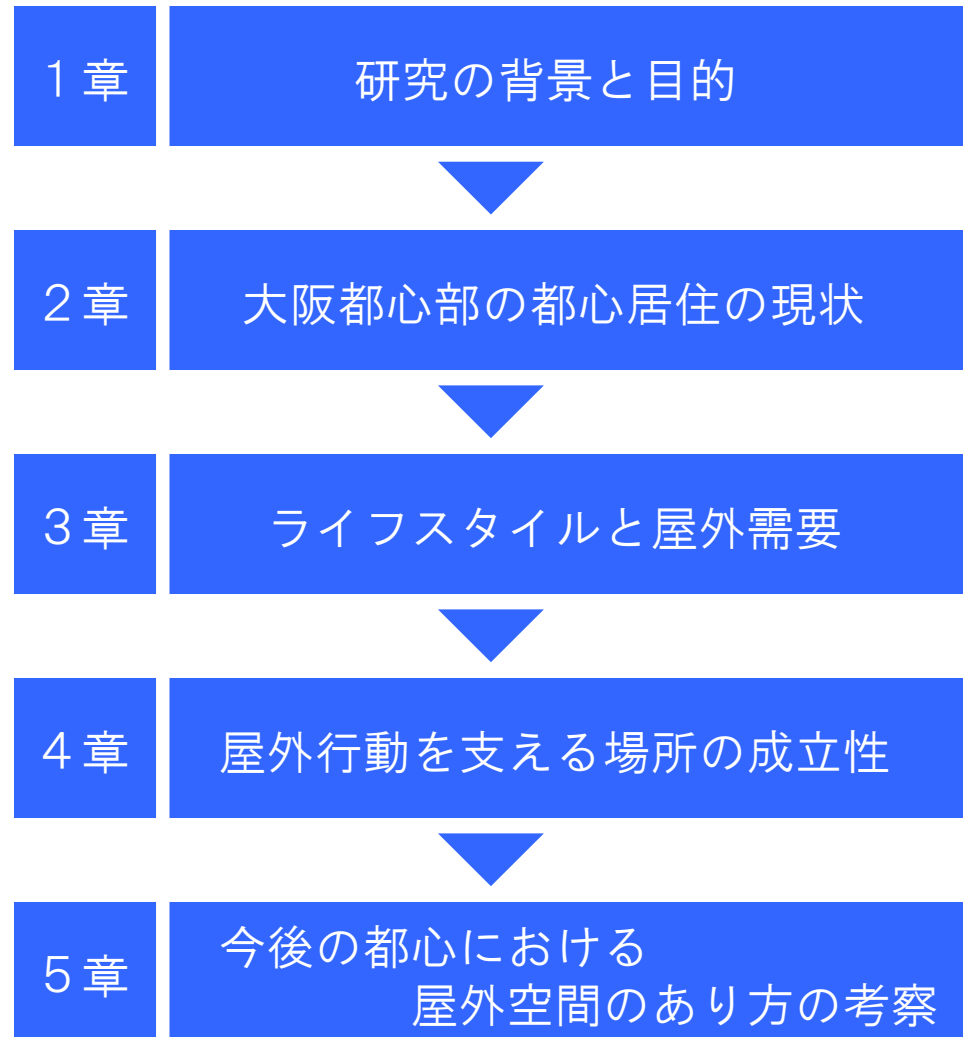 1章 研究の背景と目的
2章 大阪都心部の都心居住の現状
3章 ライフスタイルと屋外需要
4章 屋外行動を支える場所の成立性
5章 今後の都心における
屋外空間のあり方の考察